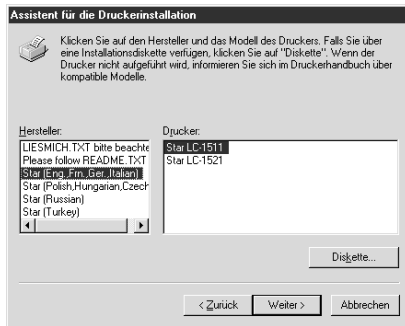 Assistent für die Druckerinstallation
Klicken Sie auf den Hersteller und das Modell des Druckers. Falls Sie über
eine Installationsdiskette verfügen, klicken Sie auf "Diskette". Wenn der
Drucker nicht aufgeführt wird, informieren Sie sich im Druckerhandbuch über
kompatible Modelle.
Hersteller:
LIESMICH.TXT bitte beachte
Please follow README.TXT
Star (Eng.,Frn.,Ger.,Italian)
Star (Polish,Hungarian,Czech
Star (Russian)
Star (Turkey)
Drucker:
Star LC-1511
Star LC-1521
Diskette...
< Zurück
Weiter >
Abbrechen